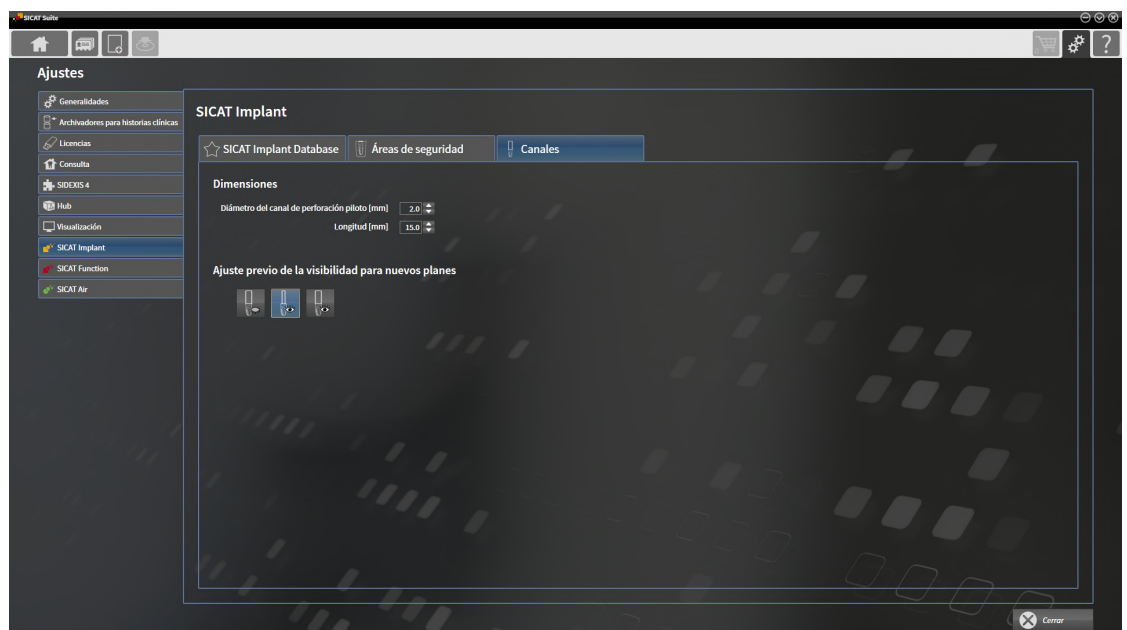 SICAT Suite
Ajustes
Generalidades
Archivadores para historias clínicas
Licencias
Consulta
SIDEXIS 4
Hub
Visualización
SICAT Implant
SICAT Function
SICAT Air
SICAT Implant
SICAT Implant Database
Áreas de seguridad
Canales
Dimensiones
Diámetro del canal de perforación piloto [mm] 2.0
Longitud [mm] 15.0
Ajuste previo de la visibilidad para nuevos planes
Cerrar